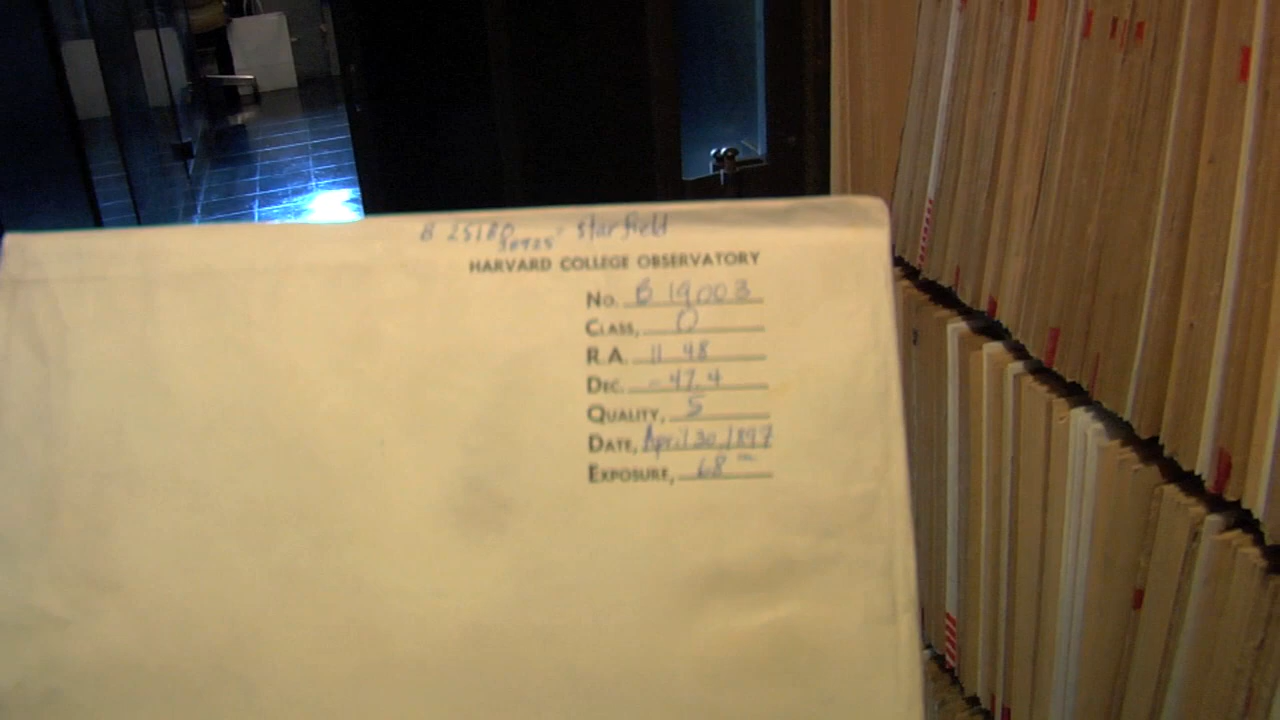 B 25180 - starfield
HARVARD COLLEGE OBSERVATORY
No. B 19003
CLASS, O
R.A. 11 48
DEC. -47.4
QUALITY, 5
DATE, April 30 1897
EXPOSURE, 68 m